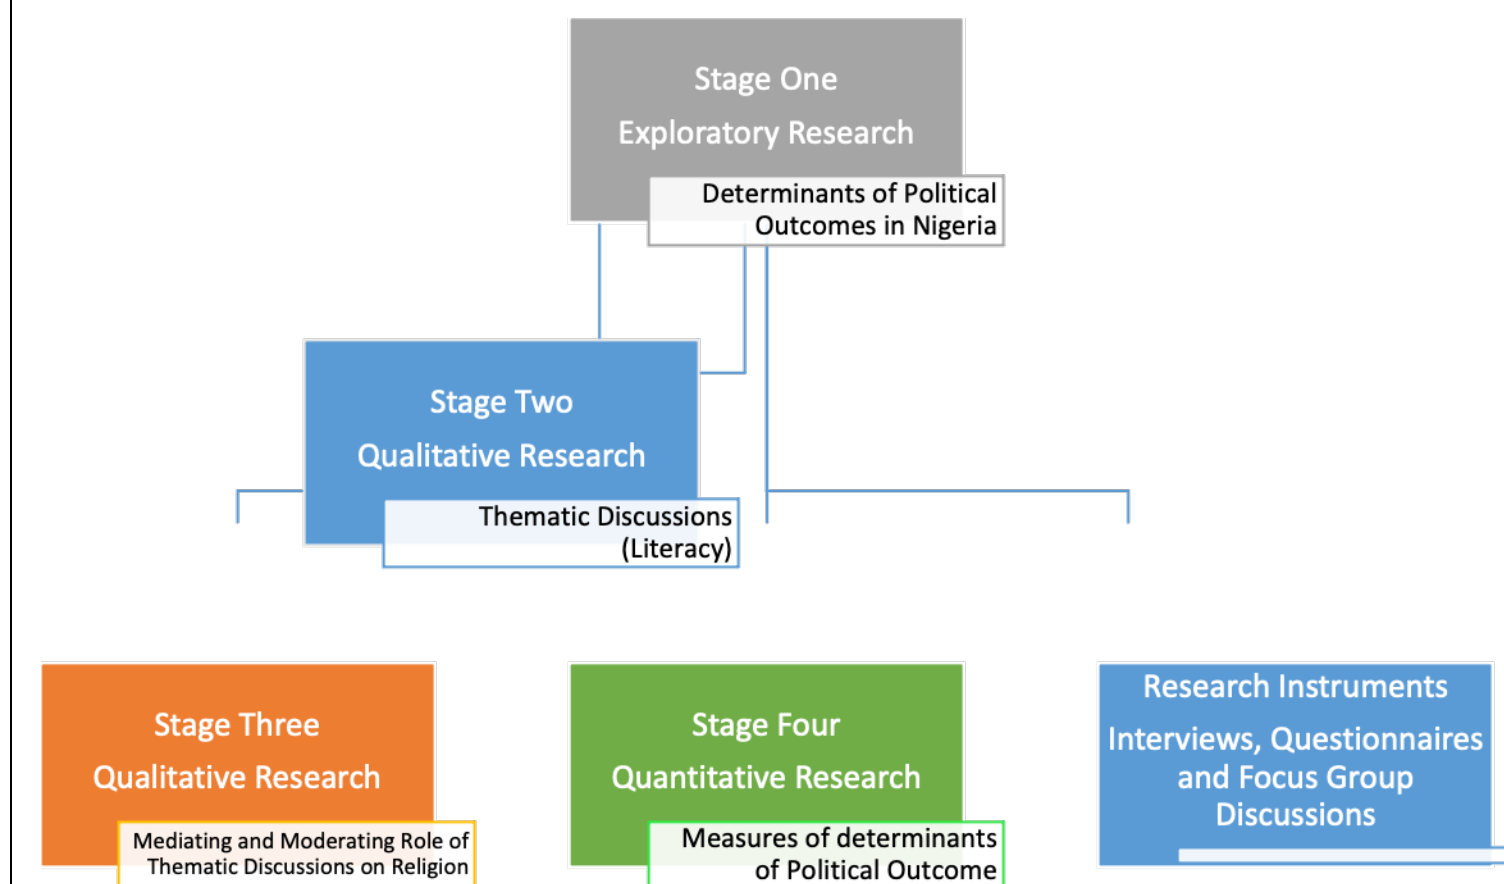 Stage One
Exploratory Research
Determinants of Political
Outcomes in Nigeria
Stage Two
Qualitative Research
Thematic Discussions
(Literacy)
Stage Three
Qualitative Research
Mediating and Moderating Role of
Thematic Discussions on Religion
Stage Four
Quantitative Research
Measures of determinants
of Political Outcome
Research Instruments
Interviews, Questionnaires
and Focus Group
Discussions